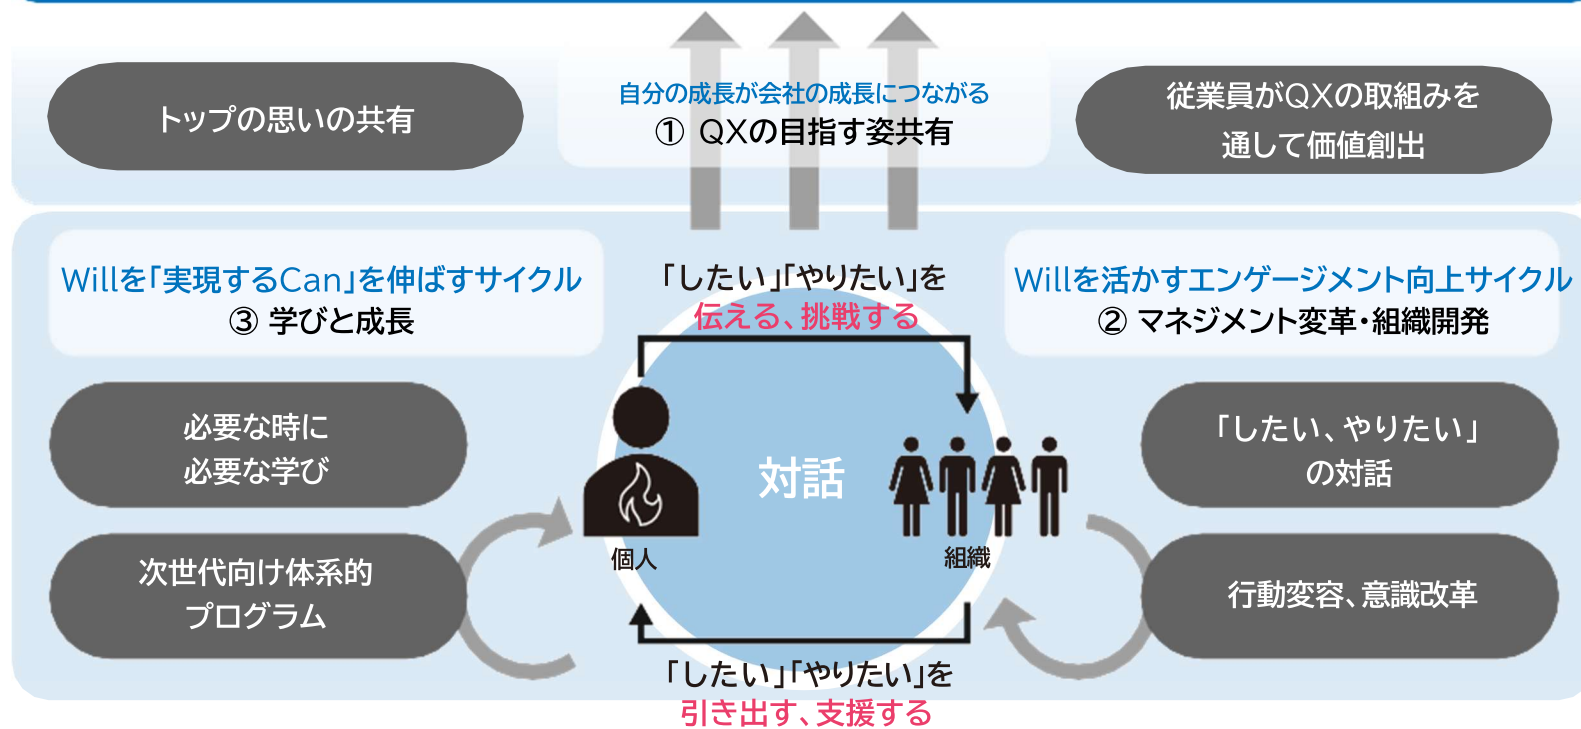 トップの思いの共有
自分の成長が会社の成長につながる
① QXの目指す姿共有
従業員がQXの取組みを
通して価値創出
Willを「実現するCan」を伸ばすサイクル
③ 学びと成長
「したい」「やりたい」を
伝える、挑戦する
Willを活かすエンゲージメント向上サイクル
② マネジメント変革・組織開発
必要な時に
必要な学び
次世代向け体系的
プログラム
対話
個人
組織
「したい、やりたい」
の対話
行動変容、意識改革
「したい」「やりたい」を
引き出す、支援する